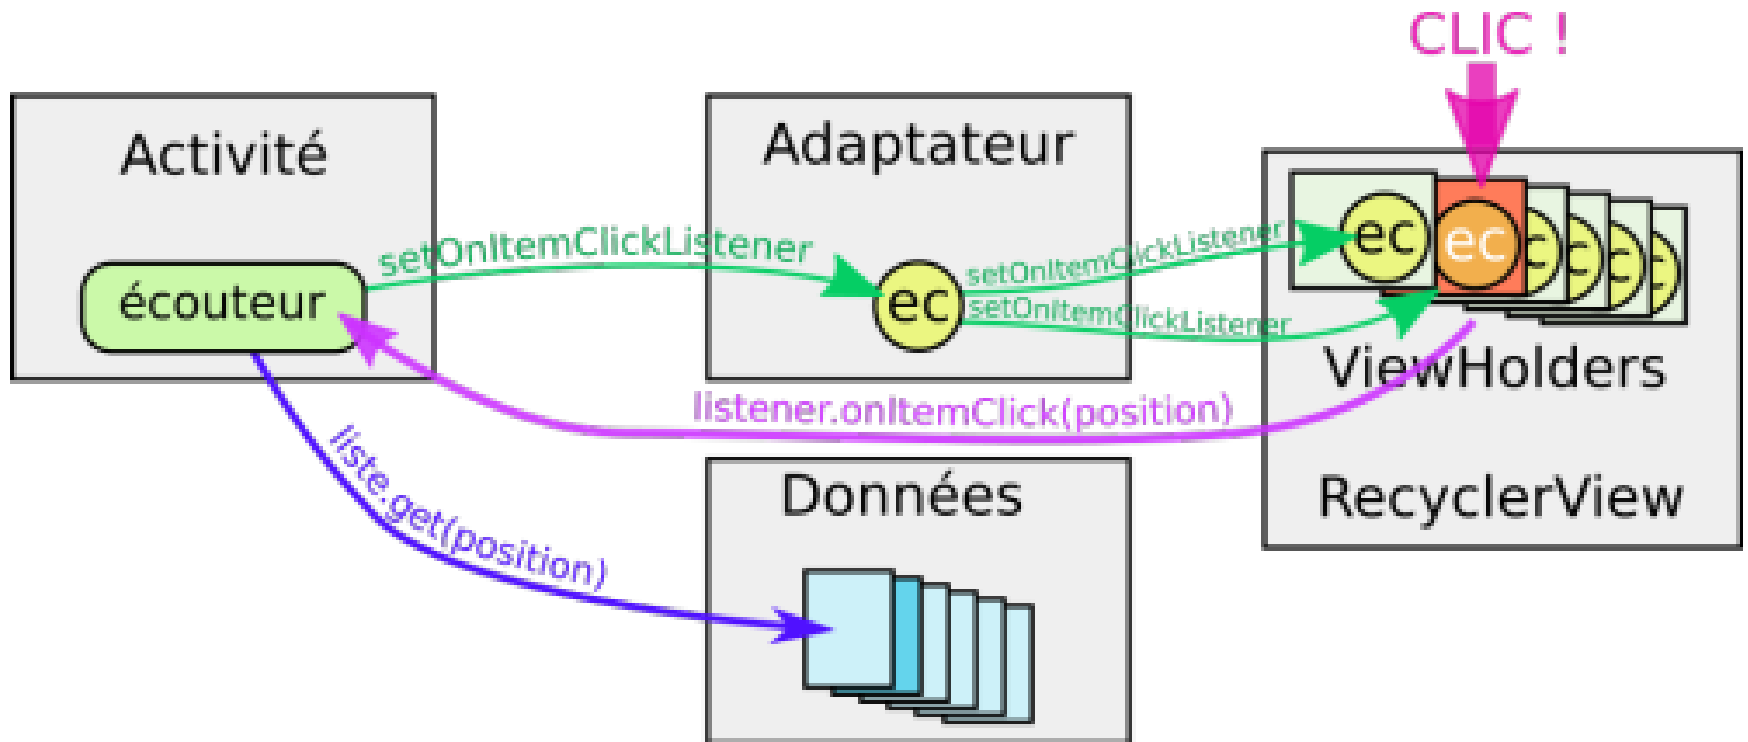 CLIC !
Activité
écouteur
setOnItemClickListener
Adaptateur
ec
setOnItemClickListener
setOnItemClickListener
ec
ec
c
c
c
c
ViewHolders
RecyclerView
listener.onItemClick(position)
liste.get(position)
Données